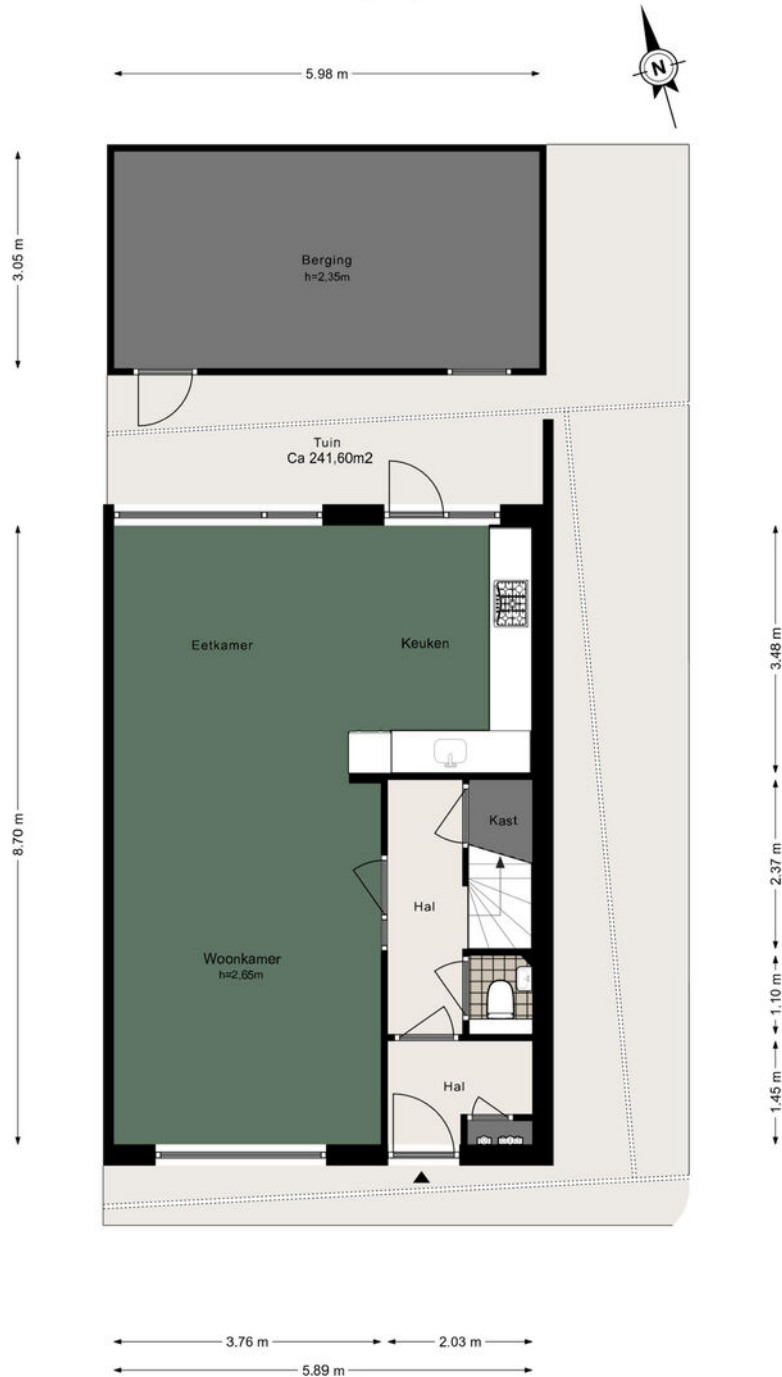 N
5.98 m
3.05 m
Berging
h=2,35m
Tuin
Ca 241,60m2
Eetkamer
Keuken
3.48 m
8.70 m
Kast
2.37 m
Hal
Woonkamer
h=2,65m
1.10 m
Hal
1.45 m
3.76 m
2.03 m
5.89 m